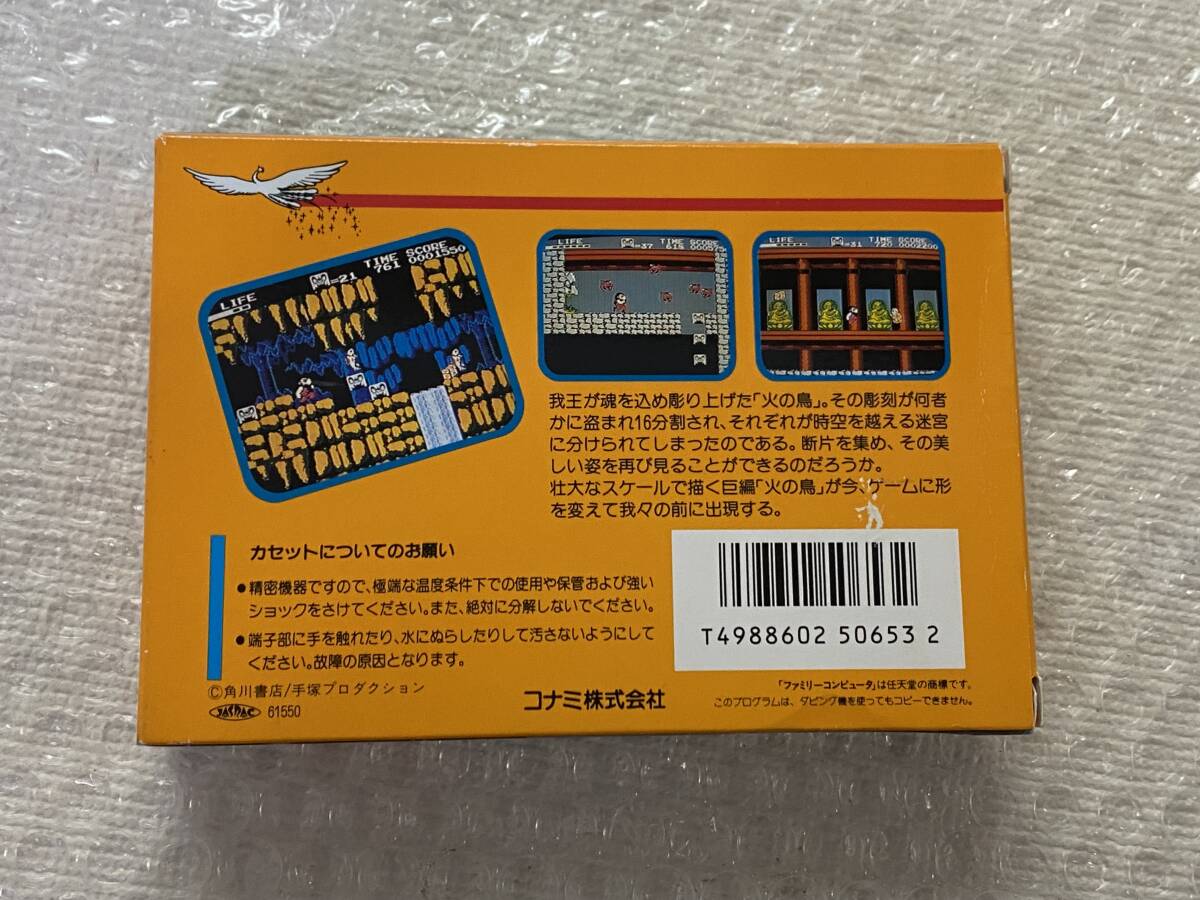 LIFE
=21
TIME SCORE
761 0001550
LIFE
=37
TIME SCORE
619 0000575
LIFE
=31
TIME SCORE
720 0002200
我王が魂を込め彫り上げた「火の鳥」。その彫刻が何者
かに盗まれ16分割され、それぞれが時空を越える迷宮
に分けられてしまったのである。断片を集め、その美
しい姿を再び見ることができるのだろうか。
壮大なスケールで描く巨編「火の鳥」が今、ゲームに形
を変えて我々の前に出現する。
カセットについてのお願い
●精密機器ですので、極端な温度条件下での使用や保管および強い
ショックをさけてください。また、絶対に分解しないでください。
●端子部に手を触れたり、水にぬらしたりして汚さないようにして
ください。故障の原因となります。
T4988602 50653 2
©角川書店/手塚プロダクション
JASRAC 61550
コナミ株式会社
「ファミリーコンピュータ」は任天堂の商標です。
このプログラムは、ダビング機を使ってもコピーできません。